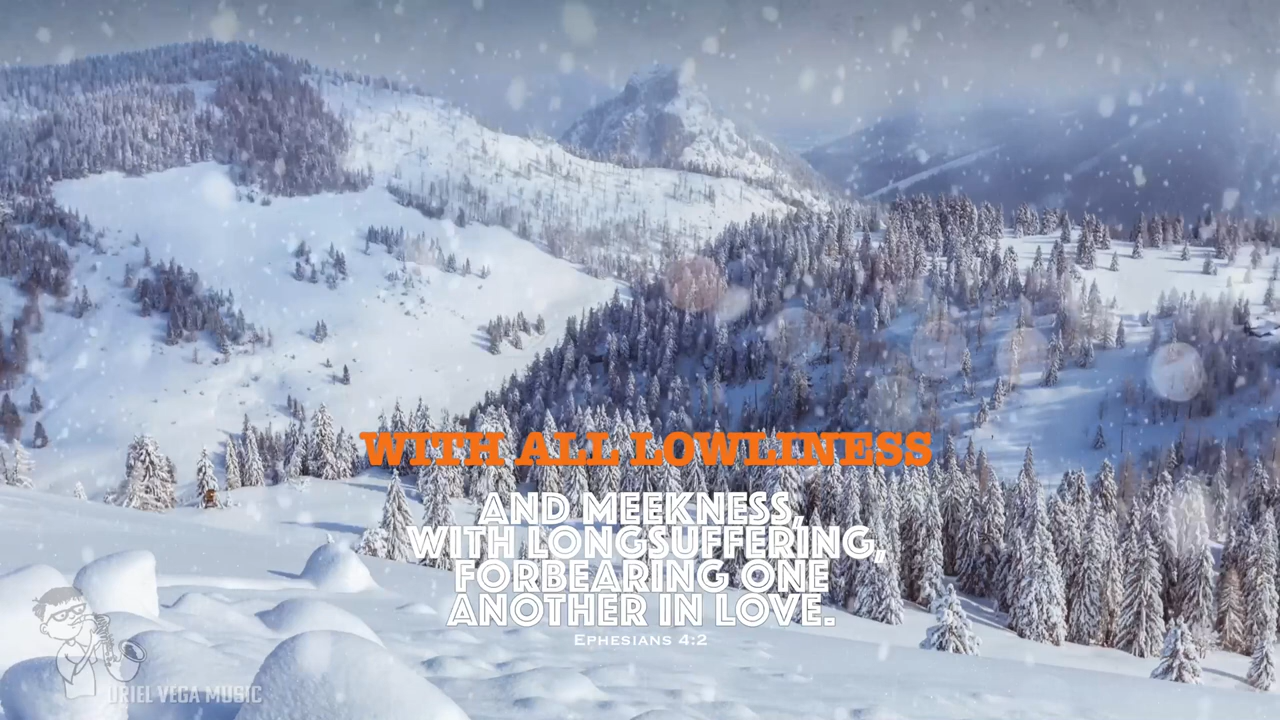 WITH ALL LOWLINESS
AND MEEKNESS,
WITH LONGSUFFERING,
FORBEARING ONE
ANOTHER IN LOVE.
Ephesians 4:2
URIEL VEGA MUSIC